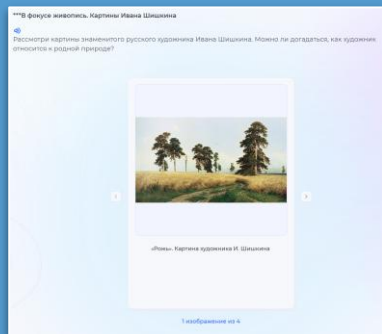 ***В фокусе живопись. Картины Ивана Шишкина
Рассмотри картины знаменитого русского художника Ивана Шишкина. Можно ли догадаться, как художник
относится к родной природе?
«Рожь». Картина художника И. Шишкина
1 изображение из 4